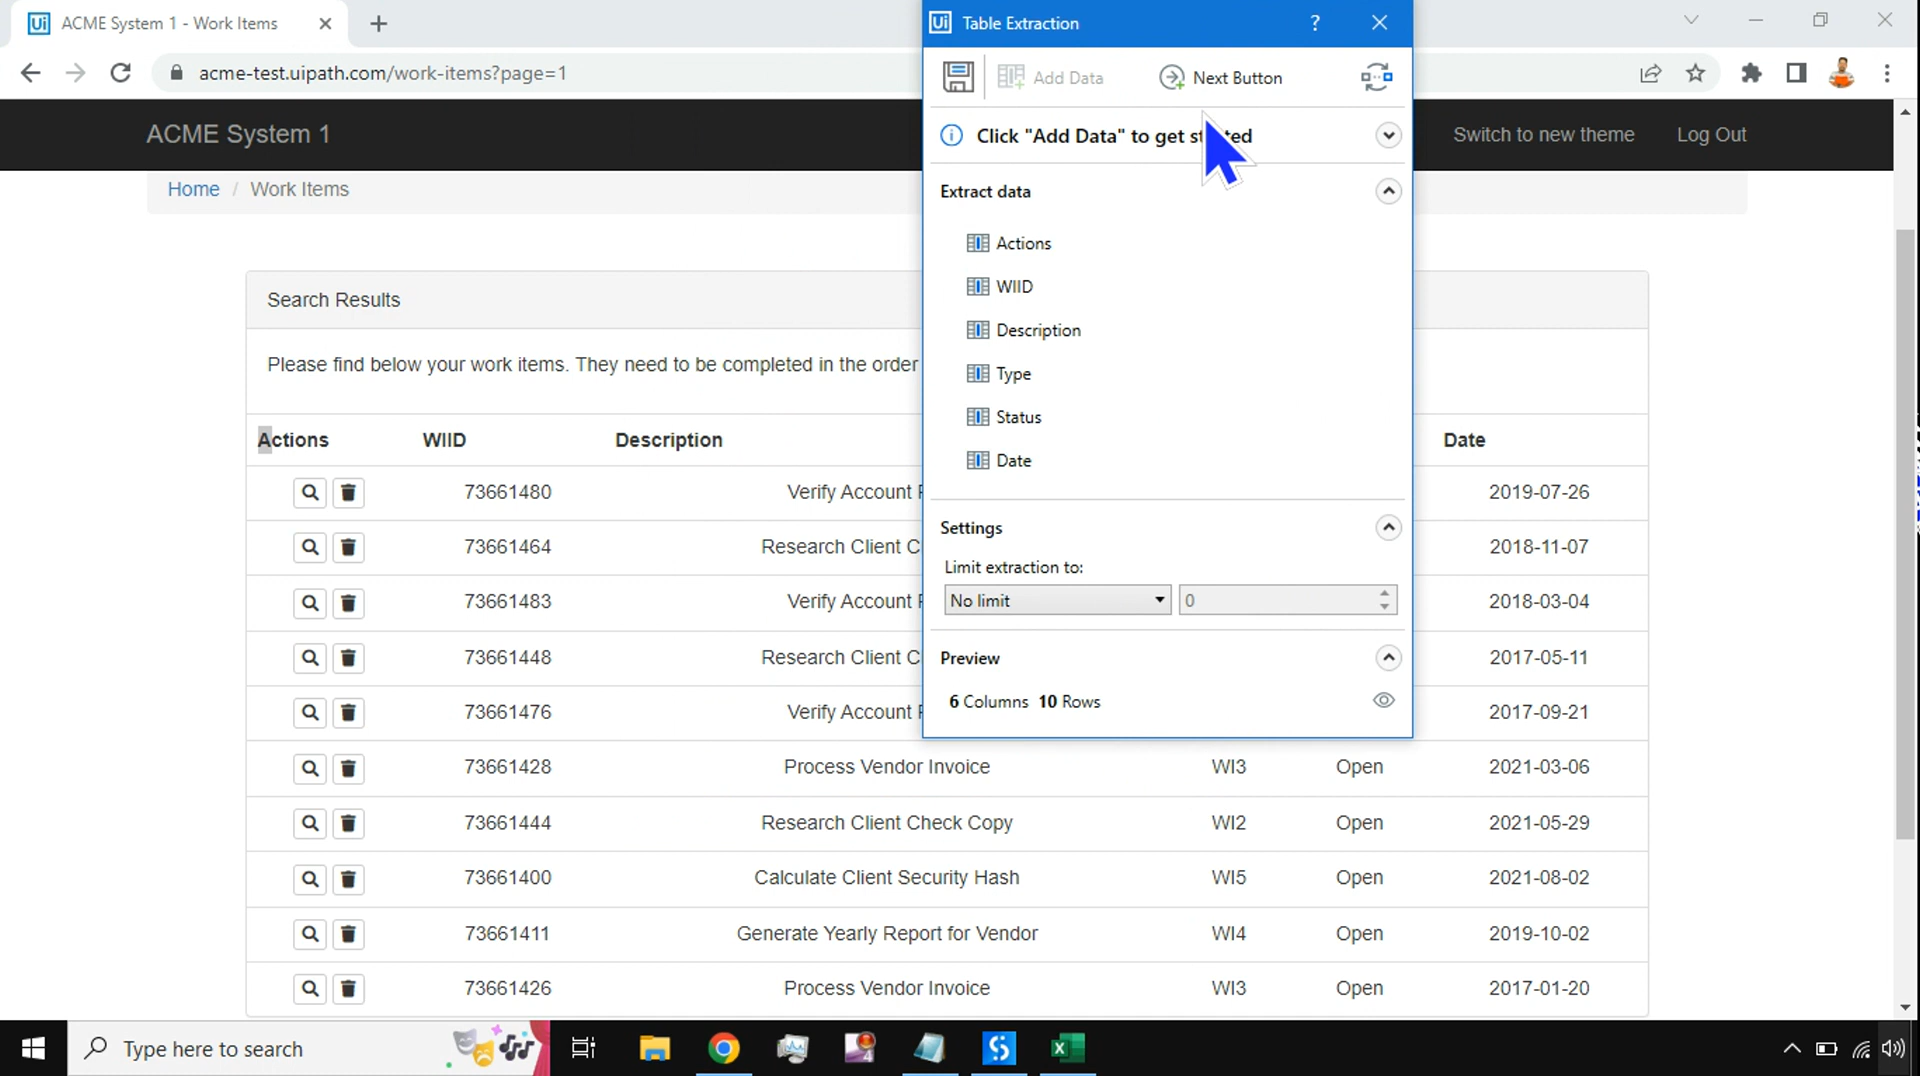 ACME System 1 - Work Items
acme-test.uipath.com/work-items?page=1
Ui Table Extraction
Add Data
Next Button
Click "Add Data" to get
Extract data
Actions
WIID
Description
Type
Status
Date
Settings
Limit extraction to:
No limit 0
Preview
6 Columns 10 Rows
ACME System 1
Switch to new theme Log Out
Home / Work Items
Search Results
Please find below your work items. They need to be completed in the order
Actions WIID Description Date
73661480 Verify Account 2019-07-26
73661464 Research Client 2018-11-07
73661483 Verify Account 2018-03-04
73661448 Research Client 2017-05-11
73661476 Verify Account 2017-09-21
73661428 Process Vendor Invoice WI3 Open 2021-03-06
73661444 Research Client Check Copy WI2 Open 2021-05-29
73661400 Calculate Client Security Hash WI5 Open 2021-08-02
73661411 Generate Yearly Report for Vendor WI4 Open 2019-10-02
73661426 Process Vendor Invoice WI3 Open 2017-01-20
Type here to search